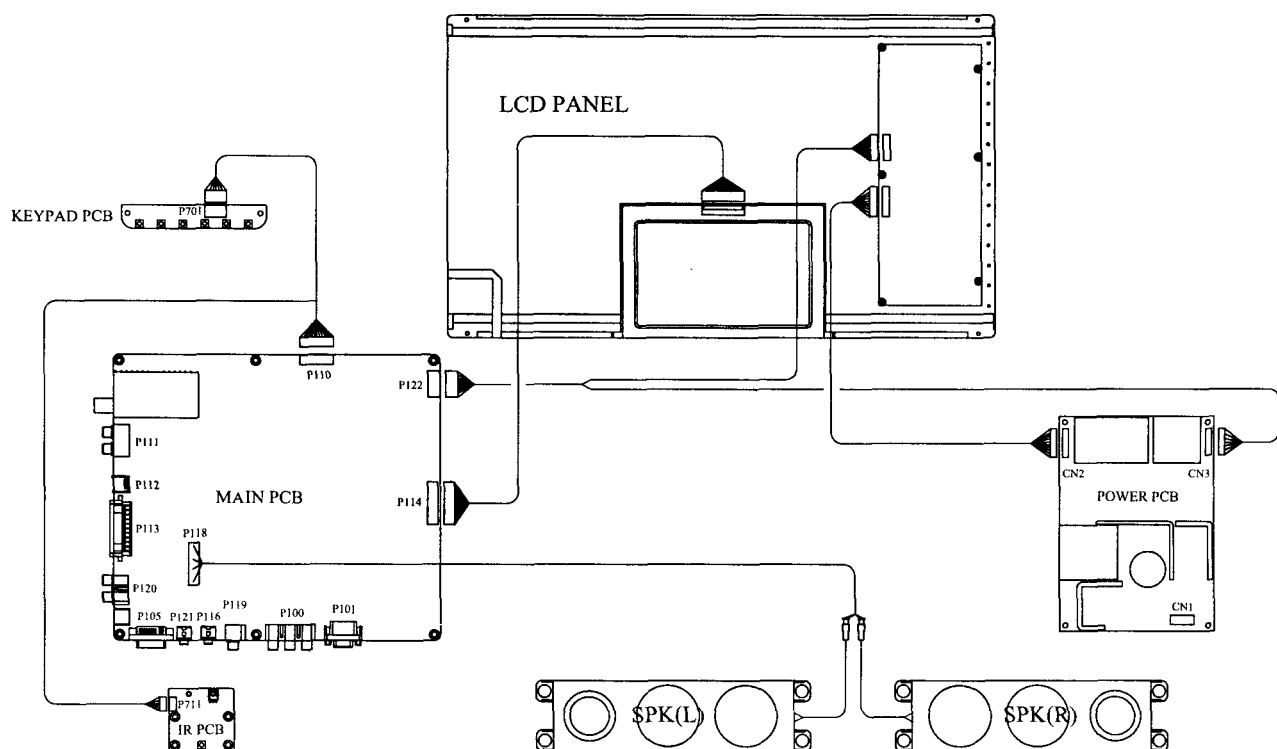 LCD PANEL
KEYPAD PCB
P701
P110
P122
P111
P112
MAIN PCB
P114
P113
P118
P120
P105
P121
P116
P119
P100
P101
CN2
CN3
POWER PCB
CN1
P711
IR PCB
SPK(L)
SPK(R)